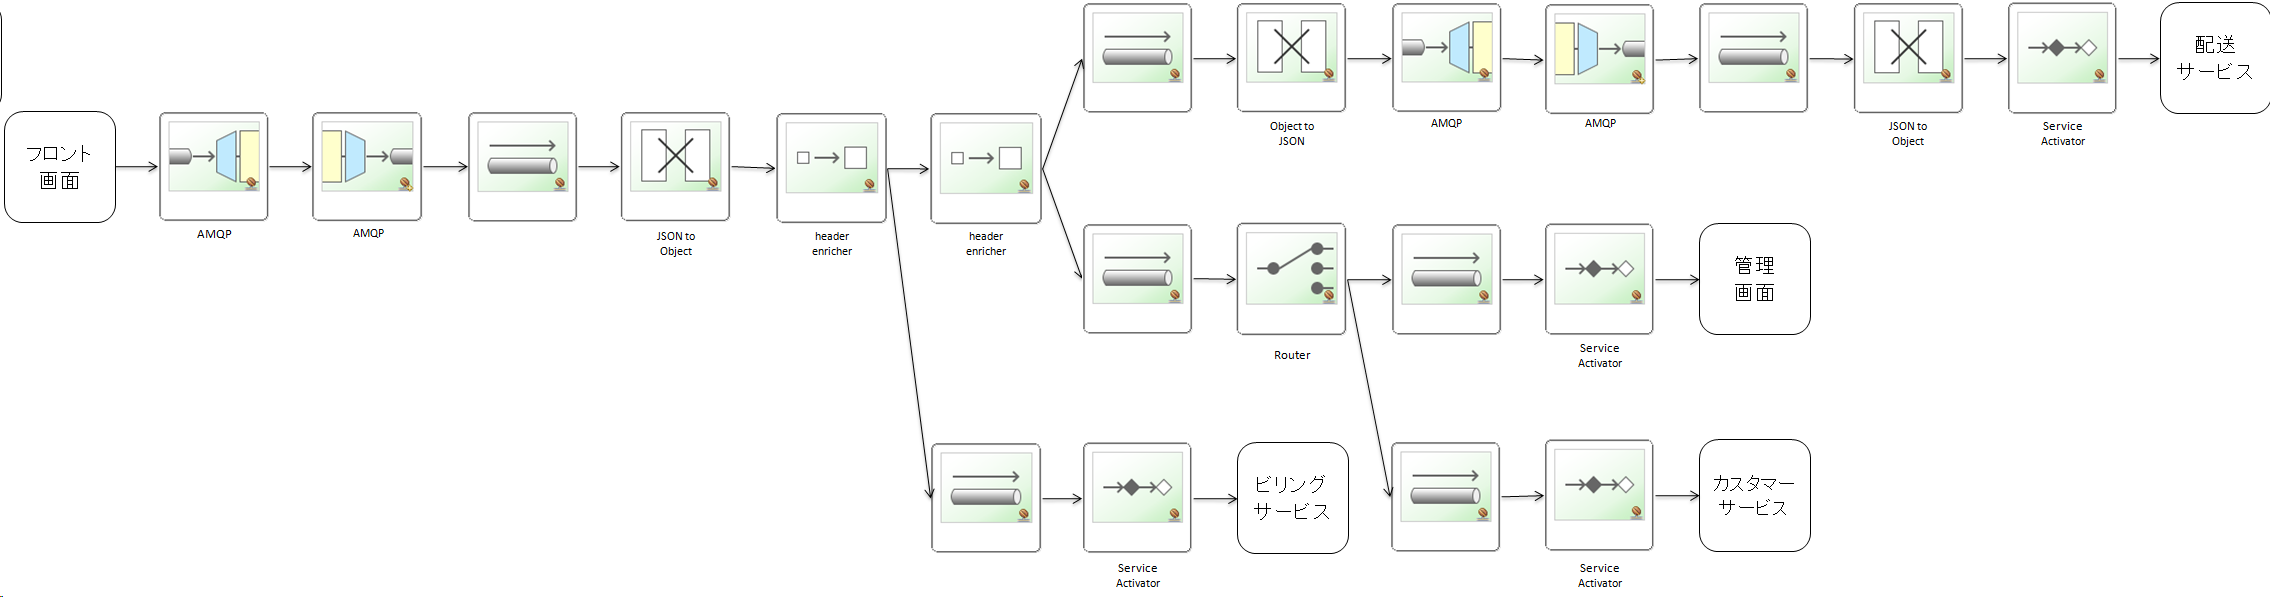 配送
サービス
Object to
JSON
AMQP
AMQP
JSON to
Object
Service
Activator
フロント
画面
AMQP
AMQP
JSON to
Object
header
enricher
header
enricher
管理
画面
Router
Service
Activator
ビリング
サービス
カスタマー
サービス
Service
Activator
Service
Activator